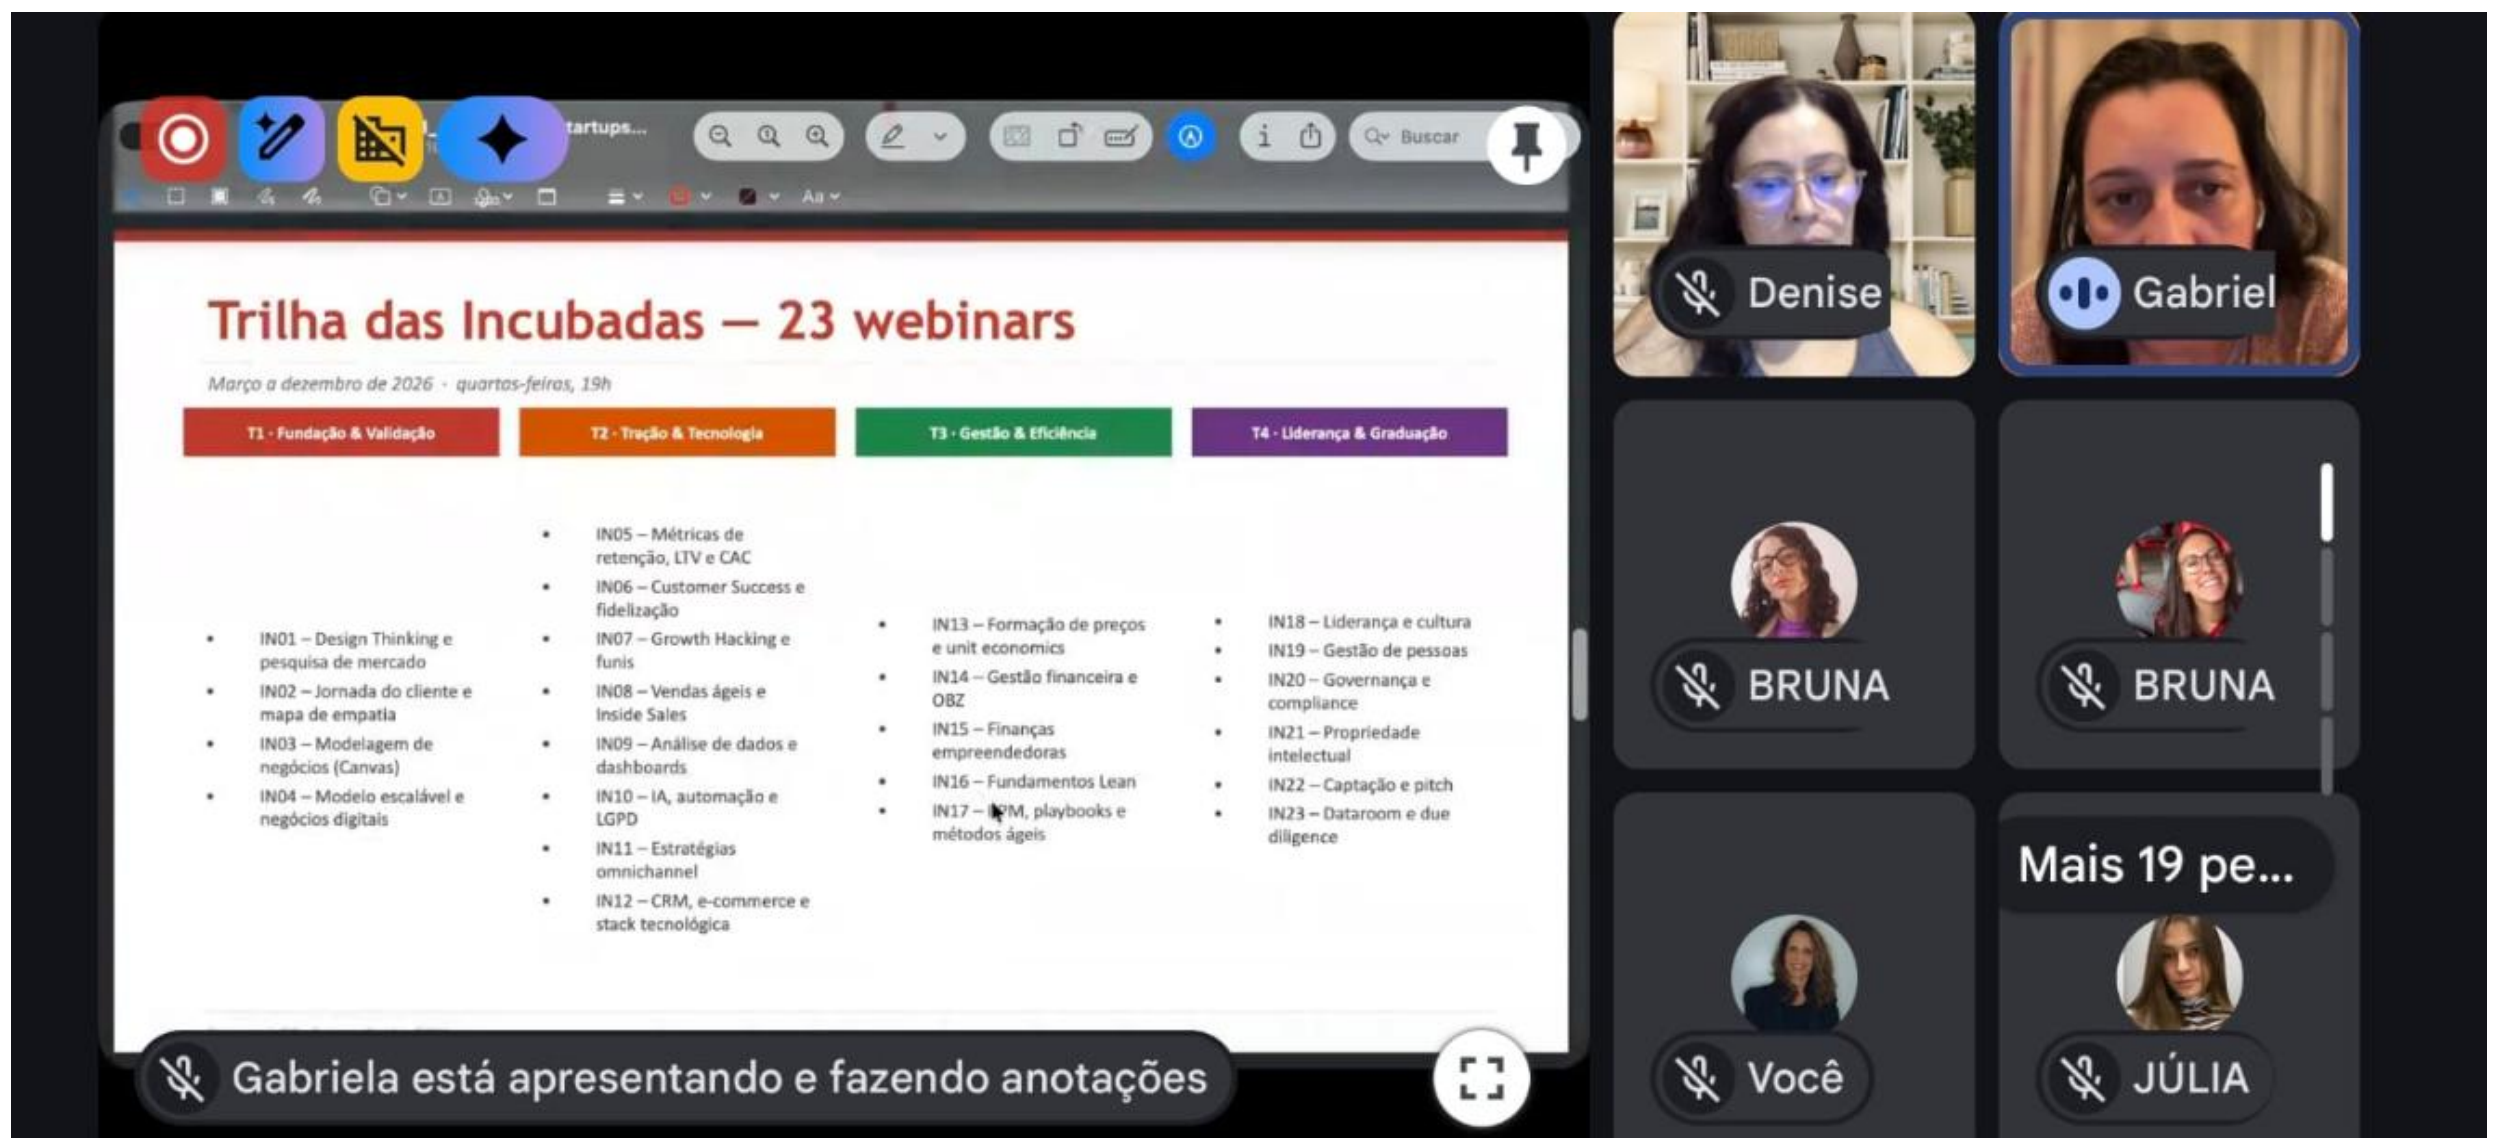 tartups...
Buscar
Trilha das Incubadas — 23 webinars
Março a dezembro de 2026 · quartas-feiras, 19h
T1 · Fundação & Validação
IN01 – Design Thinking e
pesquisa de mercado
IN02 – Jornada do cliente e
mapa de empatia
IN03 – Modelagem de
negócios (Canvas)
IN04 – Modelo escalável e
negócios digitais
T2 · Tração & Tecnologia
IN05 – Métricas de
retenção, LTV e CAC
IN06 – Customer Success e
fidelização
IN07 – Growth Hacking e
funis
IN08 – Vendas ágeis e
Inside Sales
IN09 – Análise de dados e
dashboards
IN10 – IA, automação e
LGPD
IN11 – Estratégias
omnichannel
IN12 – CRM, e-commerce e
stack tecnológica
T3 · Gestão & Eficiência
IN13 – Formação de preços
e unit economics
IN14 – Gestão financeira e
OBZ
IN15 – Finanças
empreendedoras
IN16 – Fundamentos Lean
IN17 – playbooks e
métodos ágeis
T4 · Liderança & Graduação
IN18 – Liderança e cultura
IN19 – Gestão de pessoas
IN20 – Governança e
compliance
IN21 – Propriedade
intelectual
IN22 – Captação e pitch
IN23 – Dataroom e due
diligence
Gabriela está apresentando e fazendo anotações
Denise
Gabriel
BRUNA
BRUNA
Mais 19 pe...
Você
JÚLIA